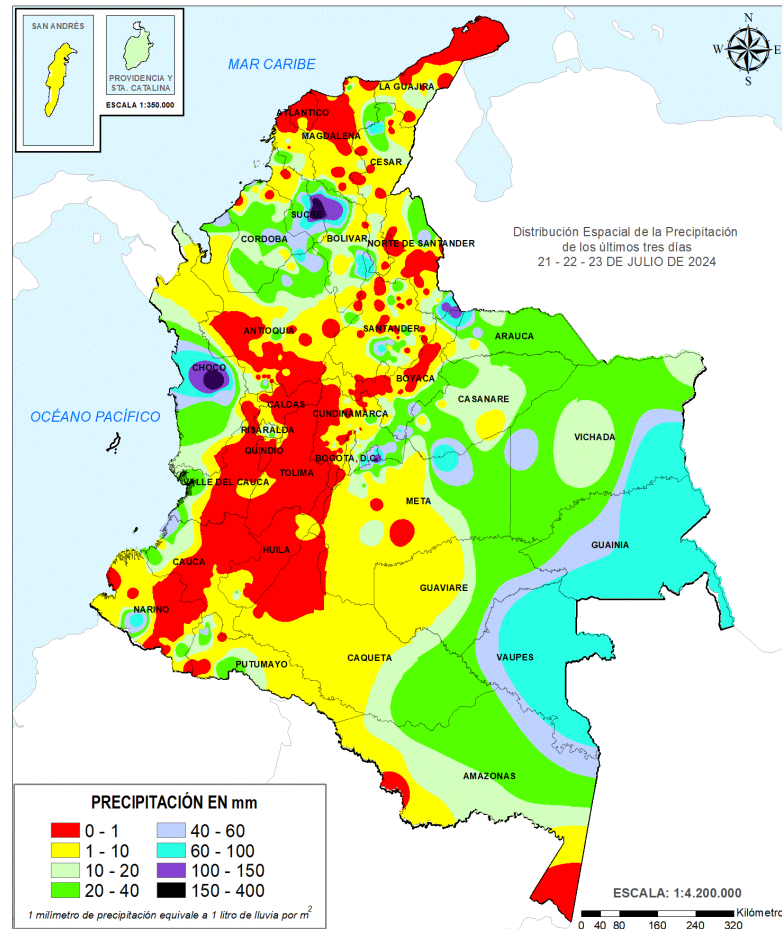 SAN ANDRÉS
PROVIDENCIA Y
STA. CATALINA
ESCALA 1:350.000
MAR CARIBE
N
W
E
S
LA GUAJIRA
ATLANTICO
MAGDALENA
CESAR
SUCRE
CORDOBA
BOLIVAR
NORTE DE SANTANDER
Distribución Espacial de la Precipitación
de los últimos tres días
21 - 22 - 23 DE JULIO DE 2024
ANTIOQUIA
SANTANDER
ARAUCA
CHOCO
BOYACA
CASANARE
OCÉANO PACÍFICO
CALDAS
CUNDINAMARCA
RISARALDA
VICHADA
QUINDIO
BOGOTA, D.C.
TOLIMA
VALLE DEL CAUCA
META
GUAINIA
HUILA
CAUCA
GUAVIARE
NARIÑO
VAUPES
CAQUETA
PUTUMAYO
AMAZONAS
PRECIPITACIÓN EN mm
0 - 1
40 - 60
1 - 10
60 - 100
10 - 20
100 - 150
20 - 40
150 - 400
1 milímetro de precipitación equivale a 1 litro de lluvia por m2
ESCALA: 1:4.200.000
Kilómetro
0 40 80 160 240 320